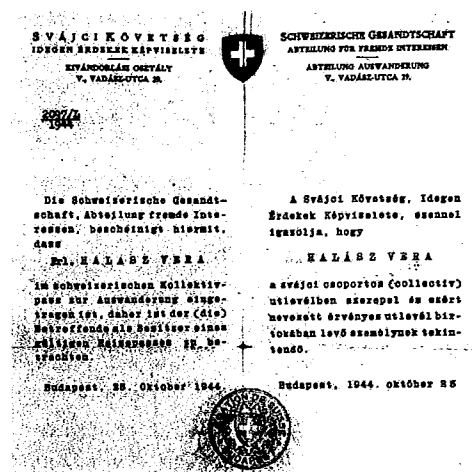 SVÁJCI KÖVETSÉG
IDEGEN ÉRDEKEK KÉPVISELETE
KIVÁNDORLÁSI OSZTÁLY
V., VADÁSZ-UTCA 29.
SCHWEIZERISCHE GESANDTSCHAFT
ABTEILUNG FÜR FREMDE INTERESSEN
ABTEILUNG AUSWANDERUNG
V., VADÁSZ-UTCA 29.
1944
Die Schweizerische Gesandt-
schaft, Abteilung fremde Inte-
ressen, bescheinigt hiermit,
dass
Frl. HALÁSZ VERA
im schweizerischen Kollektiv-
pass zur Auswanderung einge-
tragen ist, daher ist der (die)
Betreffende als Besitzer eines
gültigen Reisepasses zu be-
trachten.
Budapest, 25. Oktober 1944
A Svájci Követség, Idegen
Érdekek Képviselete, ezennel
igazolja, hogy
HALÁSZ VERA
a svájci csoportos (collectiv)
utlevélben szerepel és ezért
nevezett érvényes utlevél bir-
tokában levő személynek tekin-
tendő.
Budapest, 1944. október 25